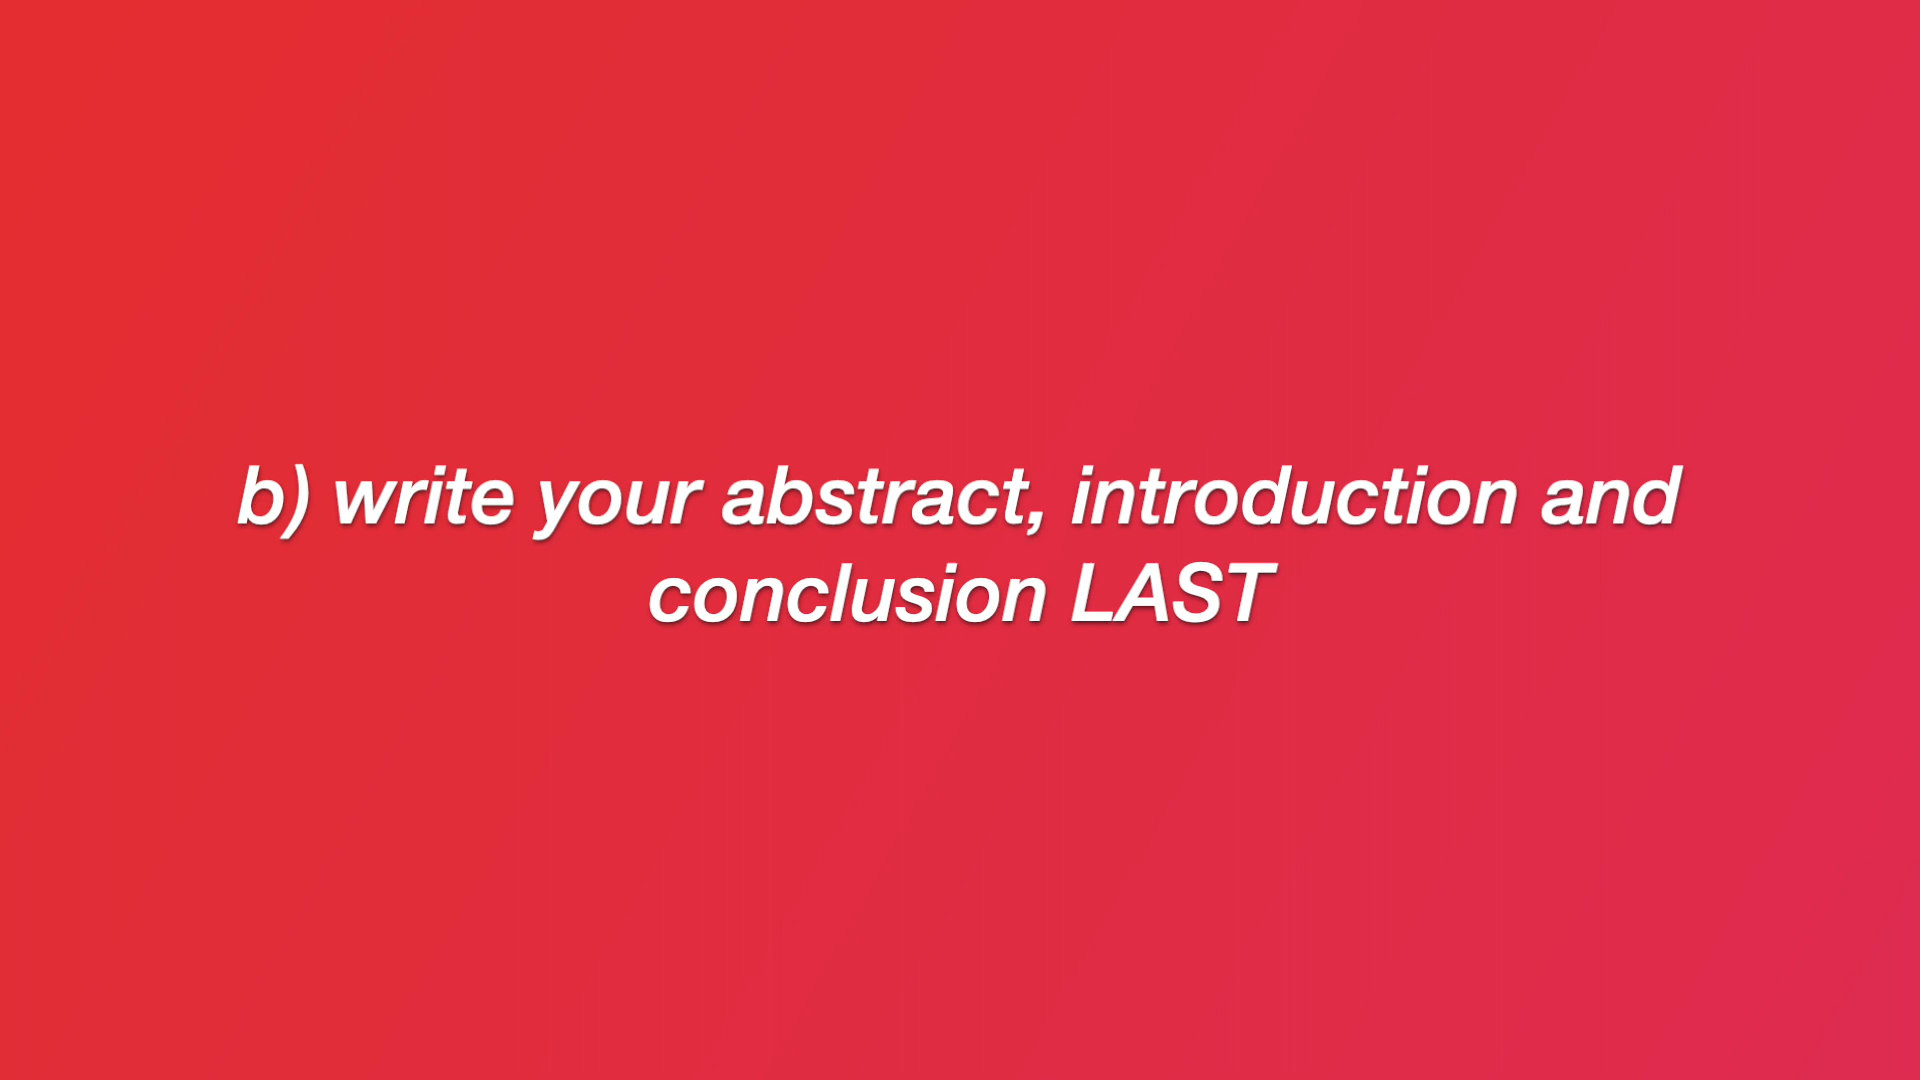 b) write your abstract, introduction and
conclusion LAST